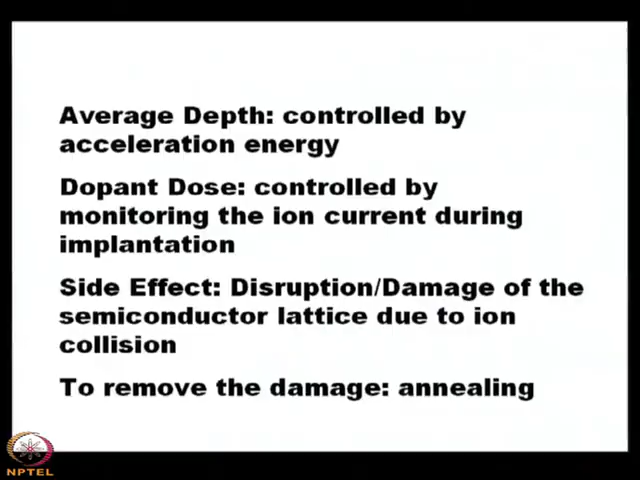 Average Depth: controlled by
acceleration energy
Dopant Dose: controlled by
monitoring the ion current during
implantation
Side Effect: Disruption/Damage of the
semiconductor lattice due to ion
collision
To remove the damage: annealing
NPTEL